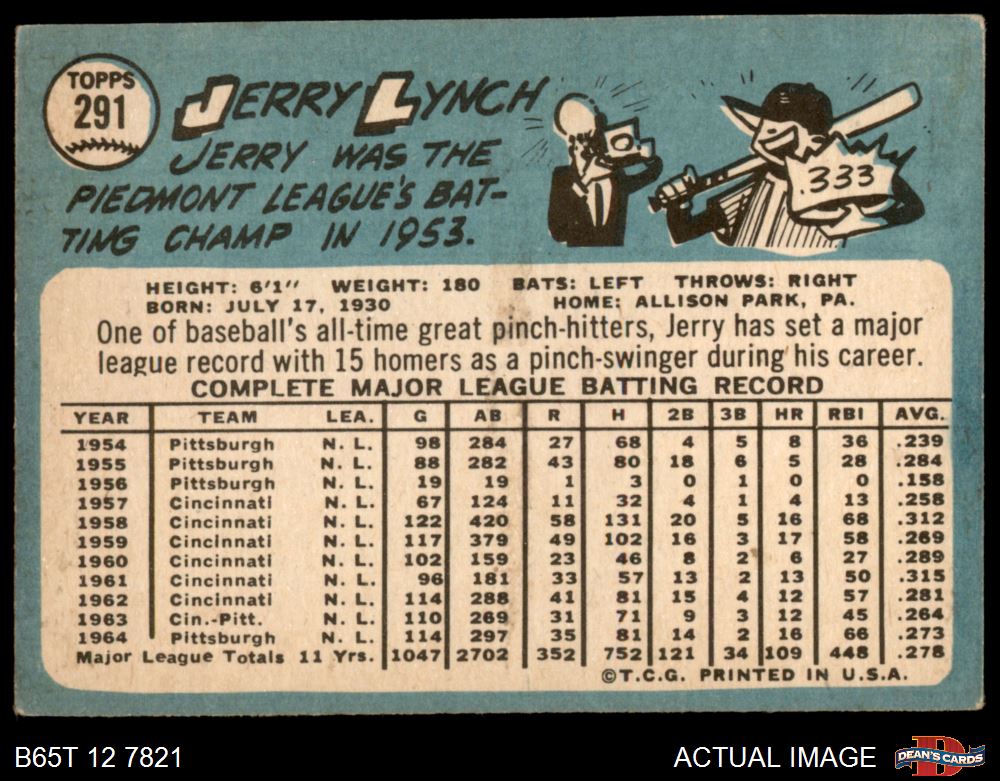 TOPPS
291
JERRY LYNCH
JERRY WAS THE
PIEDMONT LEAGUE'S BAT-
TING CHAMP IN 1953.
.333
HEIGHT: 6'1" WEIGHT: 180 BATS: LEFT THROWS: RIGHT
BORN: JULY 17, 1930 HOME: ALLISON PARK, PA.
One of baseball's all-time great pinch-hitters, Jerry has set a major
league record with 15 homers as a pinch-swinger during his career.
COMPLETE MAJOR LEAGUE BATTING RECORD
YEAR TEAM LEA. G AB R H 2B 3B HR RBI AVG.
1954 Pittsburgh N. L. 98 284 27 68 4 5 8 36 .239
1955 Pittsburgh N. L. 88 282 43 80 18 6 5 28 .284
1956 Pittsburgh N. L. 19 19 1 3 0 1 0 0 .158
1957 Cincinnati N. L. 67 124 11 32 4 1 4 13 .258
1958 Cincinnati N. L. 122 420 58 131 20 5 16 68 .312
1959 Cincinnati N. L. 117 379 49 102 16 3 17 58 .269
1960 Cincinnati N. L. 102 159 23 46 8 2 6 27 .289
1961 Cincinnati N. L. 96 181 33 57 13 2 13 50 .315
1962 Cincinnati N. L. 114 288 41 81 15 4 12 57 .281
1963 Cin.-Pitt. N. L. 110 269 31 71 9 3 12 45 .264
1964 Pittsburgh N. L. 114 297 35 81 14 2 16 66 .273
Major League Totals 11 Yrs. 1047 2702 352 752 121 34 109 448 .278
©T.C.G. PRINTED IN U.S.A.
B65T 12 7821 ACTUAL IMAGE
DEAN'S CARDS